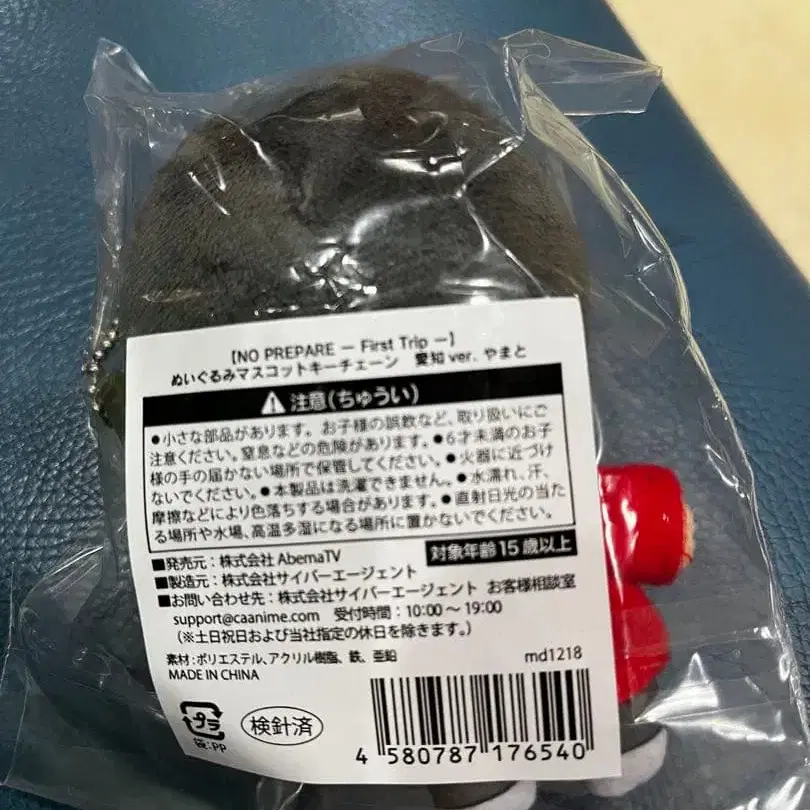 【NO PREPARE － First Trip －】
ぬいぐるみマスコットキーチェーン　愛知 ver. やまと
注意(ちゅうい)
●小さな部品があります。お子様の誤飲など、取り扱いにご
注意ください。窒息などの危険があります。●6才未満のお子
様の手の届かない場所で保管してください。●火器に近づけ
ないでください。●本製品は洗濯できません。●水濡れ、汗、
摩擦などにより色落ちする場合があります。●直射日光の当た
る場所や水場、高温多湿になる場所に置かないでください。
■発売元：株式会社 AbemaTV
対象年齢15歳以上
■製造元：株式会社サイバーエージェント
■お問い合わせ先：株式会社サイバーエージェント お客様相談室
support@caanime.com　受付時間：10:00～19:00
（※土日祝日および当社指定の休日を除きます。）
素材：ポリエステル、アクリル樹脂、鉄、亜鉛
md1218
MADE IN CHINA
プラ
袋：PP
検針済
4 580787 176540